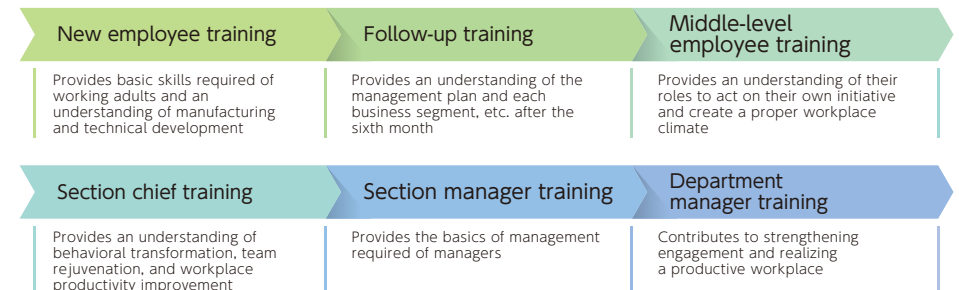 New employee training
Follow-up training
Middle-level
employee training
Provides basic skills required of
working adults and an
understanding of manufacturing
and technical development
Provides an understanding of the
management plan and each
business segment, etc. after the
sixth month
Provides an understanding of their
roles to act on their own initiative
and create a proper workplace
climate
Section chief training
Section manager training
Department
manager training
Provides an understanding of
behavioral transformation, team
rejuvenation, and workplace
productivity improvement
Provides the basics of management
required of managers
Contributes to strengthening
engagement and realizing
a productive workplace